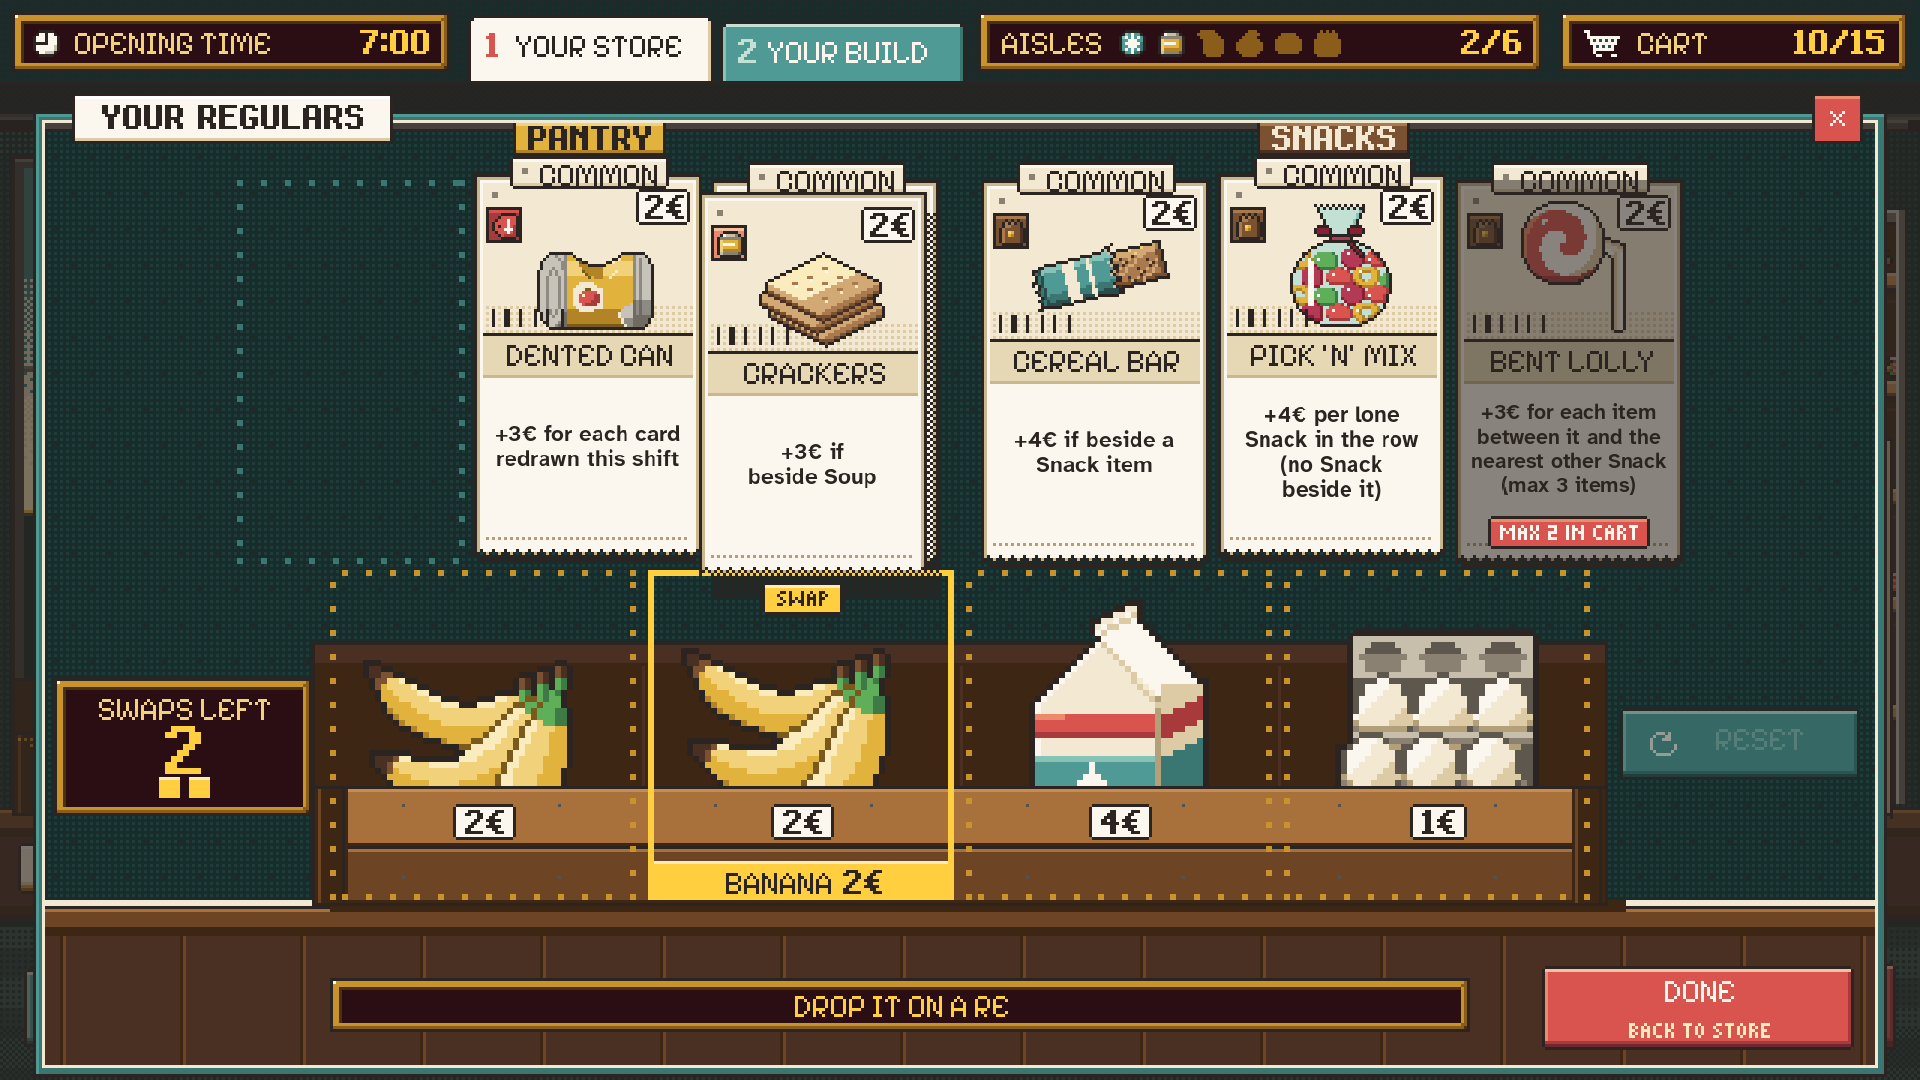 OPENING TIME 7:00
1 YOUR STORE
2 YOUR BUILD
AISLES 2/6
CART 10/15
YOUR REGULARS
×
PANTRY
SNACKS
COMMON
2€
DENTED CAN
+3€ for each card
redrawn this shift
COMMON
2€
CRACKERS
+3€ if
beside Soup
COMMON
2€
CEREAL BAR
+4€ if beside a
Snack item
COMMON
2€
PICK 'N' MIX
+4€ per lone
Snack in the row
(no Snack
beside it)
COMMON
2€
BENT LOLLY
+3€ for each item
between it and the
nearest other Snack
(max 3 items)
MAX 2 IN CART
SWAP
SWAPS LEFT
2
2€
2€
4€
1€
BANANA 2€
RESET
DROP IT ON A RE
DONE
BACK TO STORE